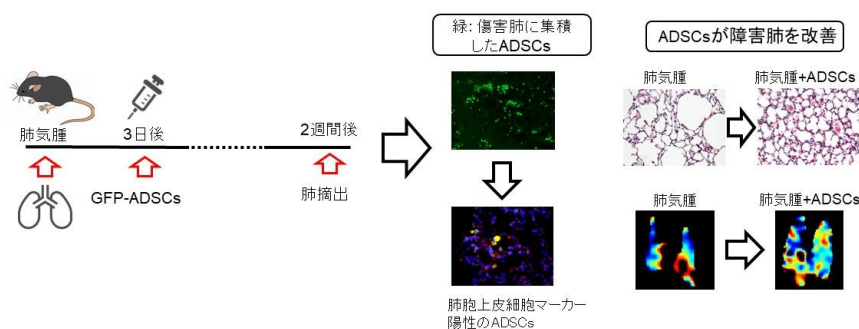 緑: 傷害肺に集積
したADSCs
ADSCsが障害肺を改善
肺気腫
3日後
2週間後
GFP-ADSCs
肺摘出
肺気腫
肺気腫+ADSCs
肺気腫
肺気腫+ADSCs
肺胞上皮細胞マーカー
陽性のADSCs